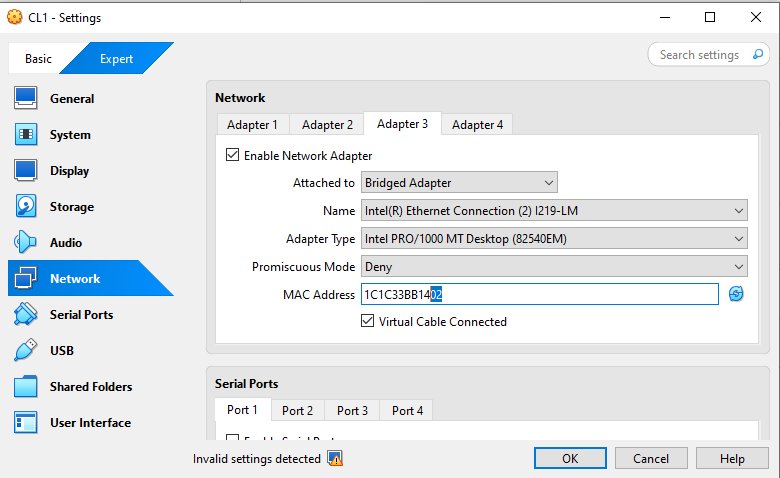 CL1 - Settings
Basic
Expert
Search settings
General
System
Display
Storage
Audio
Network
Serial Ports
USB
Shared Folders
User Interface
Network
Adapter 1
Adapter 2
Adapter 3
Adapter 4
Enable Network Adapter
Attached to
Bridged Adapter
Name
Intel(R) Ethernet Connection (2) I219-LM
Adapter Type
Intel PRO/1000 MT Desktop (82540EM)
Promiscuous Mode
Deny
MAC Address
1C1C33BB1402
Virtual Cable Connected
Serial Ports
Port 1
Port 2
Port 3
Port 4
Invalid settings detected
OK
Cancel
Help